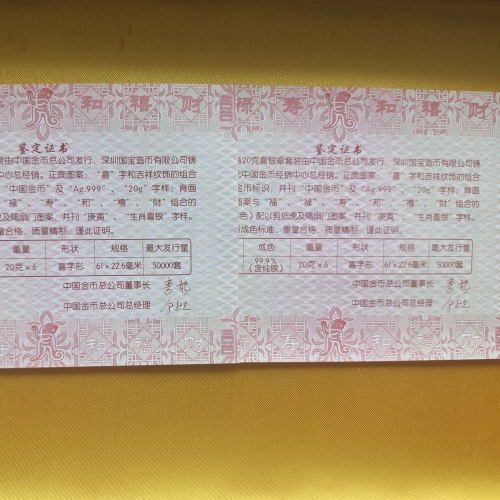 寿 和 禧 财
鉴定证书
装由中国金币总公司发行、深圳国宝造币有限公司铸
中心总经销。正面图案：“喜”字和吉祥纹饰的组合
“中国金币”及“Ag.999”、“20g”字样；背面
“福”、“禄”、“寿”、“和”、“禧”、“财”组合的
虎及隔扇门图案，并刊“庚寅”、“生肖喜银”字样。
量合格、质量精制，谨此证明。
重量 形状 规格 最大发行量
20克×6 喜字形 61×22.6毫米 50000套
中国金币总公司董事长
中国金币总公司总经理
和
禄 寿 和 禧 财
鉴定证书
20克喜银章套装由中国金币总公司发行、深圳国宝造币有限公司铸
中国金币经销中心总经销。正面图案：“喜”字和吉祥纹饰的组合
金币标识，并刊“中国金币”及“Ag.999”、“20g”字样；背面
图案与“福”、“禄”、“寿”、“和”、“禧”、“财”组合的
色）配以剪纸虎及隔扇门图案，并刊“庚寅”、“生肖喜银”字样。
成色标准、重量合格、质量精制，谨此证明。
成色 重量 形状 规格 最大发行量
99.9%
（含纯银） 20克×6 喜字形 61×22.6毫米 50000套
中国金币总公司董事长
中国金币总公司总经理
寿 和 禧 财